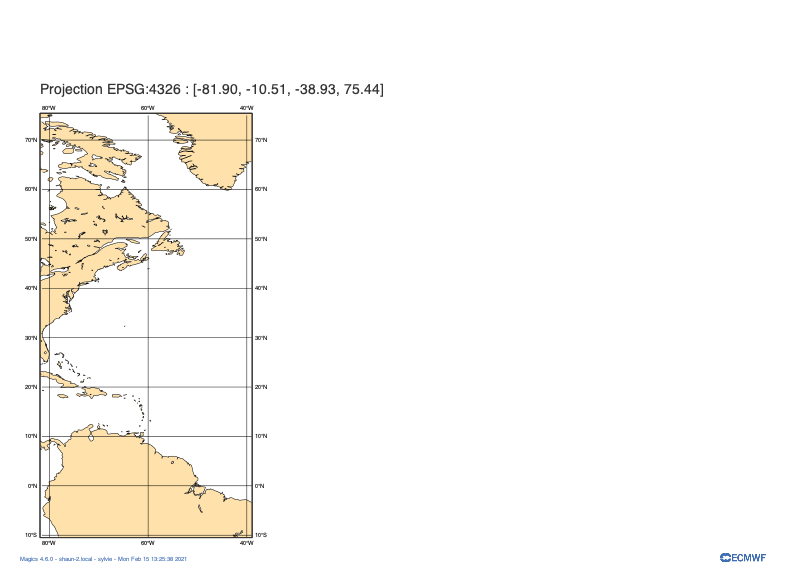 Projection EPSG:4326 : [-81.90, -10.51, -38.93, 75.44]
80°W 60°W 40°W
70°N 70°N
60°N 60°N
50°N 50°N
40°N 40°N
30°N 30°N
20°N 20°N
10°N 10°N
0°N 0°N
10°S 10°S
80°W 60°W 40°W
Magics 4.6.0 - shaun-2.local - sylvie - Mon Feb 15 13:25:38 2021
ECMWF